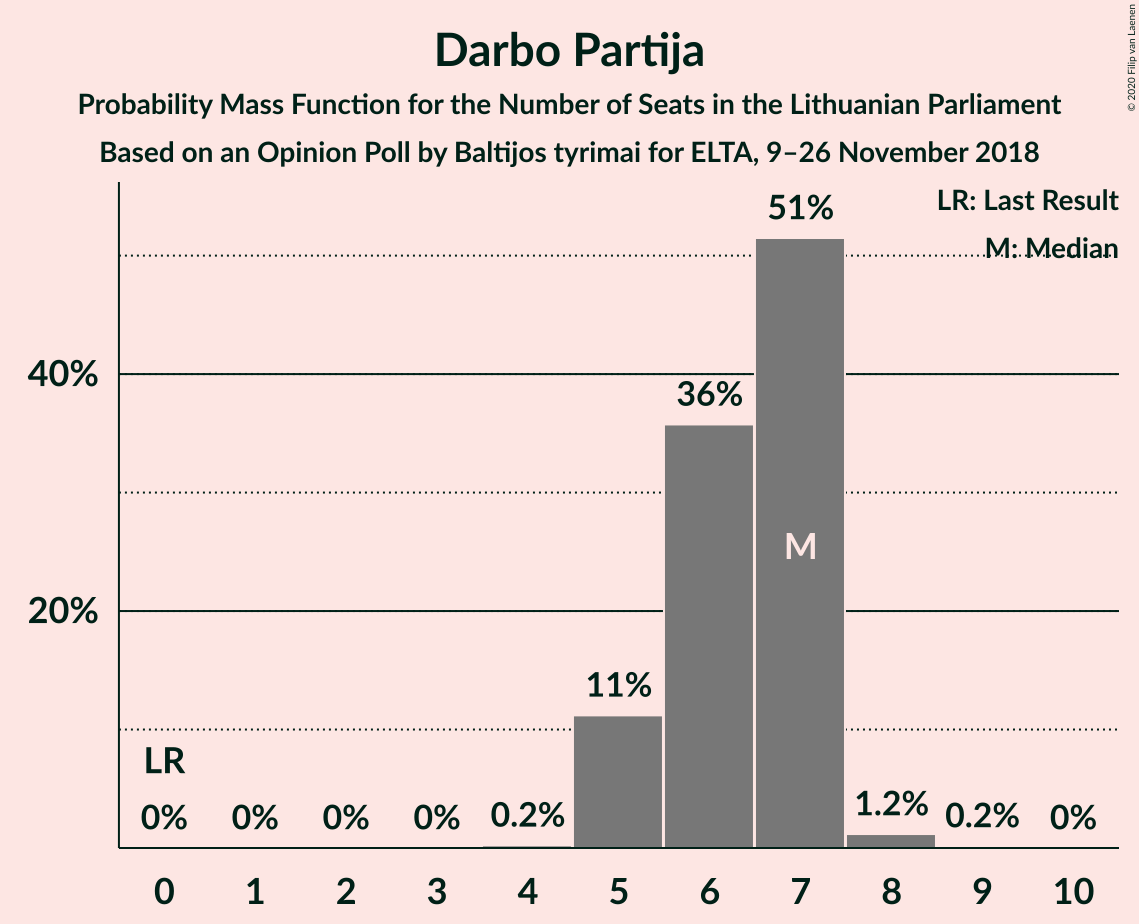 Darbo Partija
Probability Mass Function for the Number of Seats in the Lithuanian Parliament
Based on an Opinion Poll by Baltijos tyrimai for ELTA, 9–26 November 2018
© 2020 Filip van Laenen
LR: Last Result
M: Median
51%
40%
36%
M
20%
11%
LR
0% 0% 0% 0% 0.2% 1.2% 0.2% 0%
0 1 2 3 4 5 6 7 8 9 10